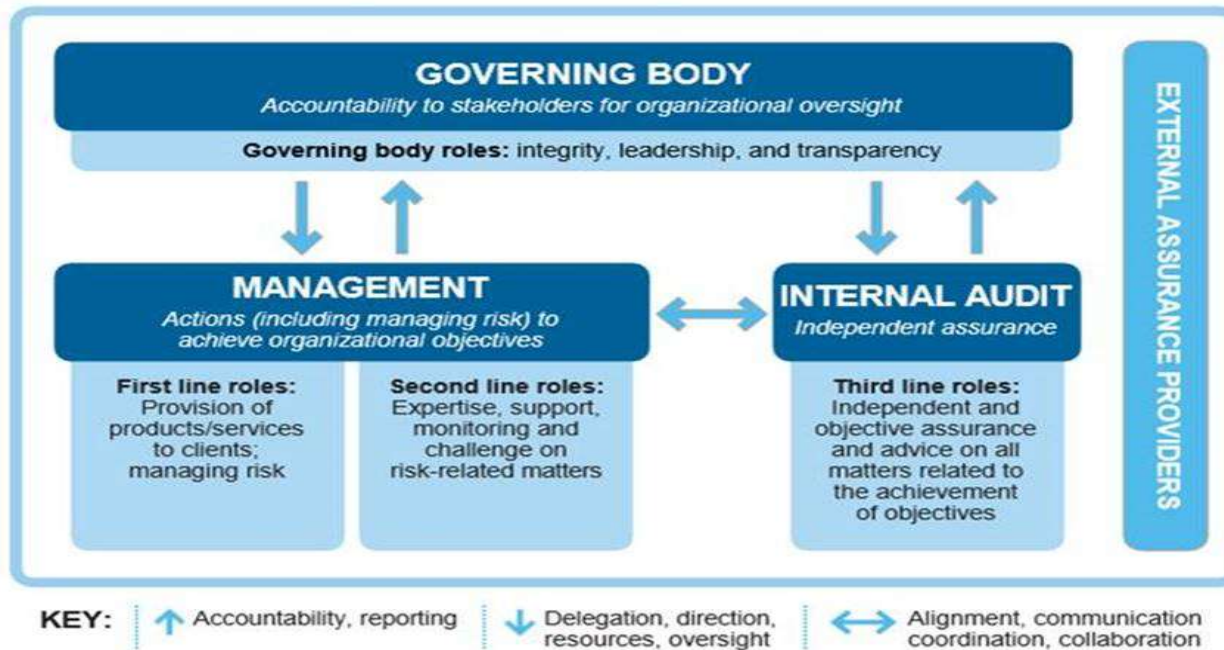 GOVERNING BODY
Accountability to stakeholders for organizational oversight
Governing body roles: integrity, leadership, and transparency
MANAGEMENT
Actions (including managing risk) to
achieve organizational objectives
First line roles:
Provision of
products/services
to clients;
managing risk
Second line roles:
Expertise, support,
monitoring and
challenge on
risk-related matters
INTERNAL AUDIT
Independent assurance
Third line roles:
Independent and
objective assurance
and advice on all
matters related to
the achievement
of objectives
EXTERNAL ASSURANCE PROVIDERS
KEY:
Accountability, reporting
Delegation, direction,
resources, oversight
Alignment, communication
coordination, collaboration